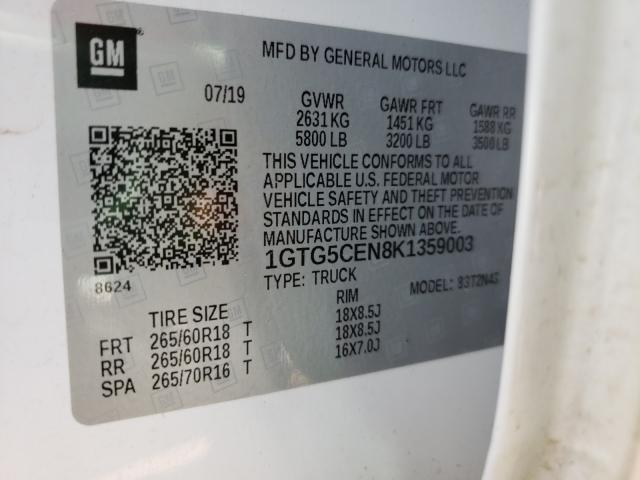 GM
MFD BY GENERAL MOTORS LLC
07/19 GVWR GAWR FRT GAWR RR
2631 KG 1451 KG 1588 KG
5800 LB 3200 LB 3500 LB
THIS VEHICLE CONFORMS TO ALL
APPLICABLE U.S. FEDERAL MOTOR
VEHICLE SAFETY AND THEFT PREVENTION
STANDARDS IN EFFECT ON THE DATE OF
MANUFACTURE SHOWN ABOVE.
1GTG5CEN8K1359003
8624
TYPE: TRUCK MODEL:
TIRE SIZE RIM
FRT 265/60R18 T 18X8.5J
RR 265/60R18 T 18X8.5J
SPA 265/70R16 T 16X7.0J